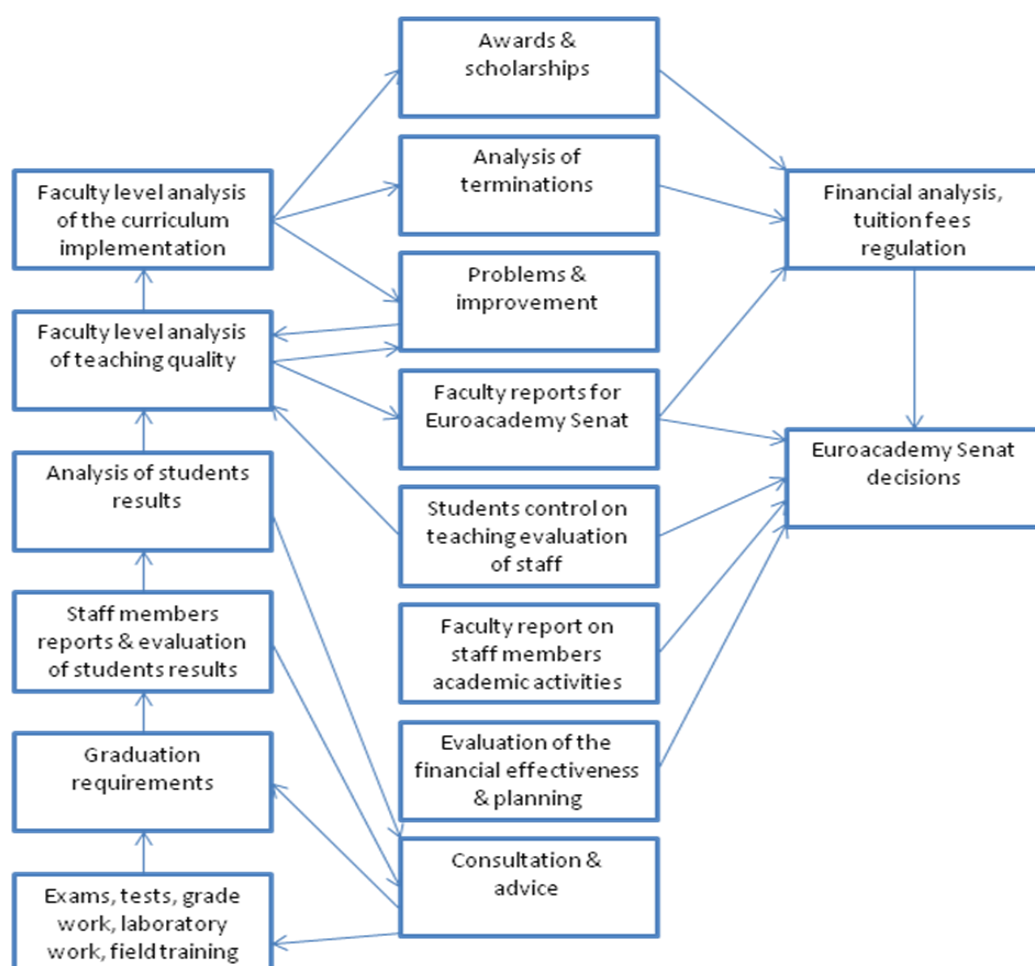 Faculty level analysis
of the curriculum
implementation
Faculty level analysis
of teaching quality
Analysis of students
results
Staff members
reports & evaluation
of students results
Graduation
requirements
Exams, tests, grade
work, laboratory
work, field training
Awards &
scholarships
Analysis of
terminations
Problems &
improvement
Faculty reports for
Euroacademy Senat
Students control on
teaching evaluation
of staff
Faculty report on
staff members
academic activities
Evaluation of the
financial effectiveness
& planning
Consultation &
advice
Financial analysis,
tuition fees
regulation
Euroacademy Senat
decisions